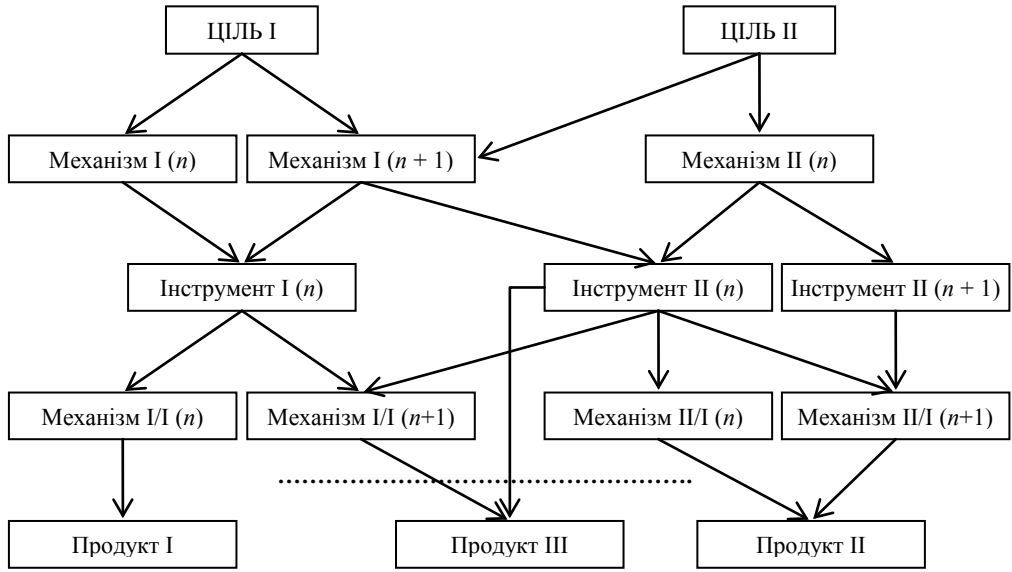 ЦІЛЬ І
ЦІЛЬ ІІ
Механізм І (n)
Механізм І (n + 1)
Механізм ІІ (n)
Інструмент І (n)
Інструмент ІІ (n)
Інструмент ІІ (n + 1)
Механізм І/І (n)
Механізм І/І (n+1)
Механізм ІІ/І (n)
Механізм ІІ/І (n+1)
Продукт І
Продукт ІІІ
Продукт ІІ